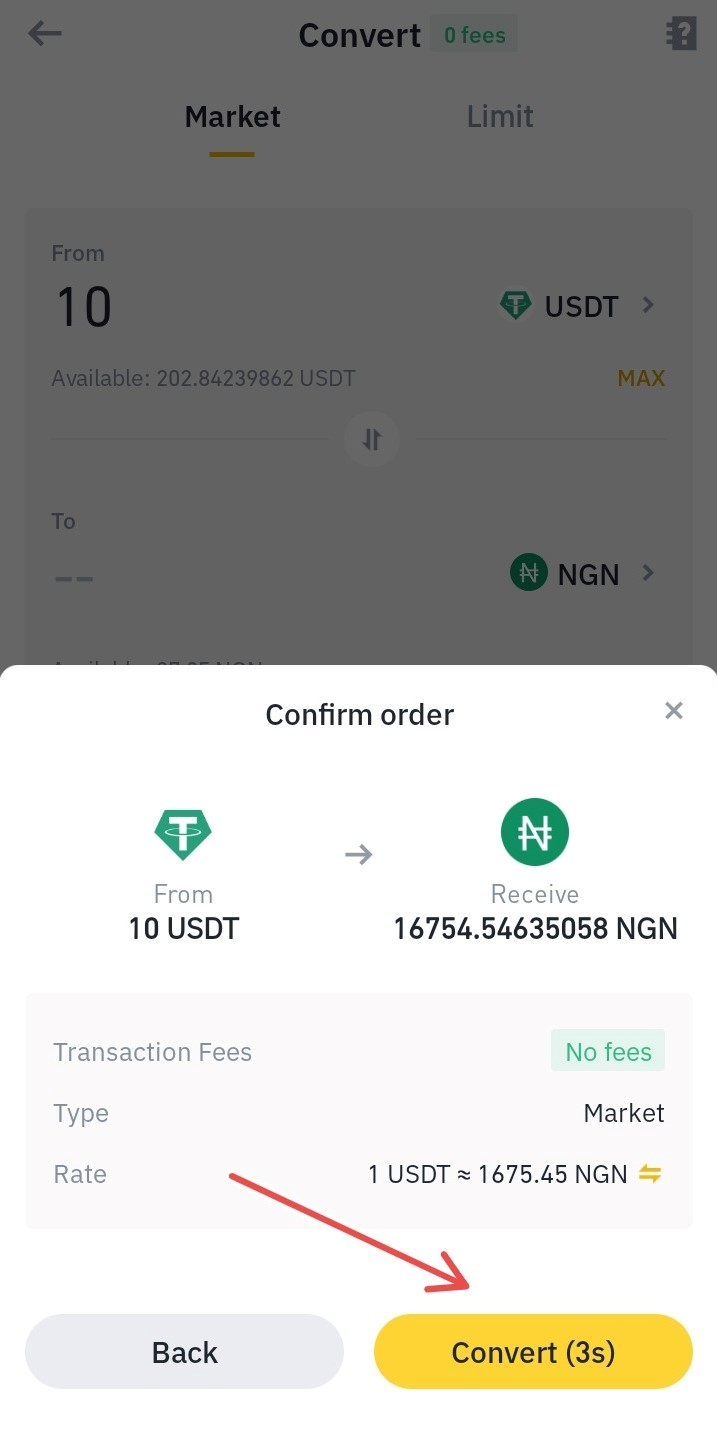 Convert 0 fees
Market Limit
From
10 USDT
Available: 202.84239862 USDT MAX
To
-- NGN
Confirm order
From Receive
10 USDT 16754.54635058 NGN
Transaction Fees No fees
Type Market
Rate 1 USDT ≈ 1675.45 NGN
Back Convert (3s)